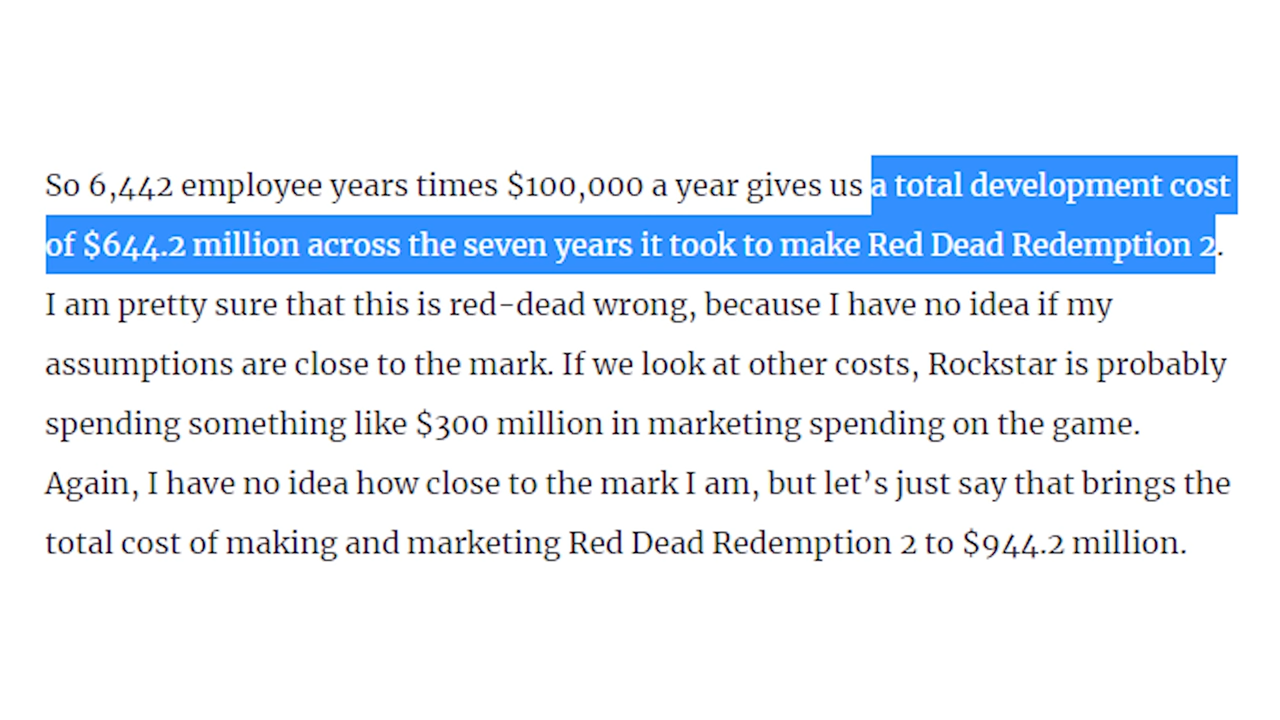 So 6,442 employee years times $100,000 a year gives us a total development cost
of $644.2 million across the seven years it took to make Red Dead Redemption 2.
I am pretty sure that this is red-dead wrong, because I have no idea if my
assumptions are close to the mark. If we look at other costs, Rockstar is probably
spending something like $300 million in marketing spending on the game.
Again, I have no idea how close to the mark I am, but let’s just say that brings the
total cost of making and marketing Red Dead Redemption 2 to $944.2 million.